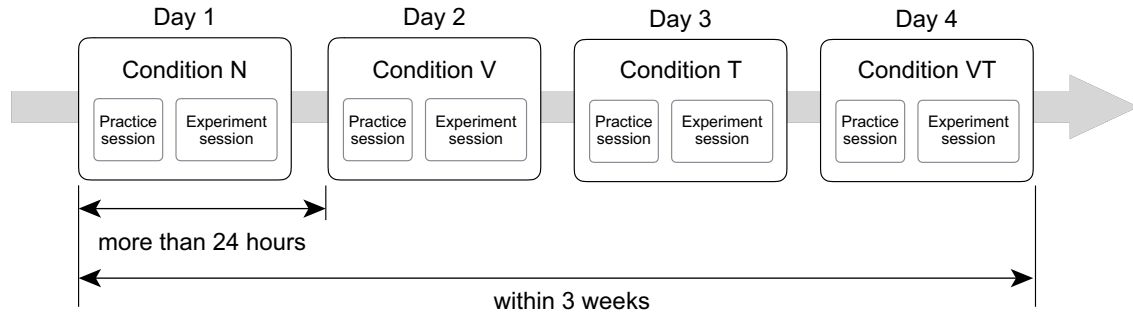 Day 1
Day 2
Day 3
Day 4
Condition N
Condition V
Condition T
Condition VT
Practice
session
Experiment
session
Practice
session
Experiment
session
Practice
session
Experiment
session
Practice
session
Experiment
session
more than 24 hours
within 3 weeks